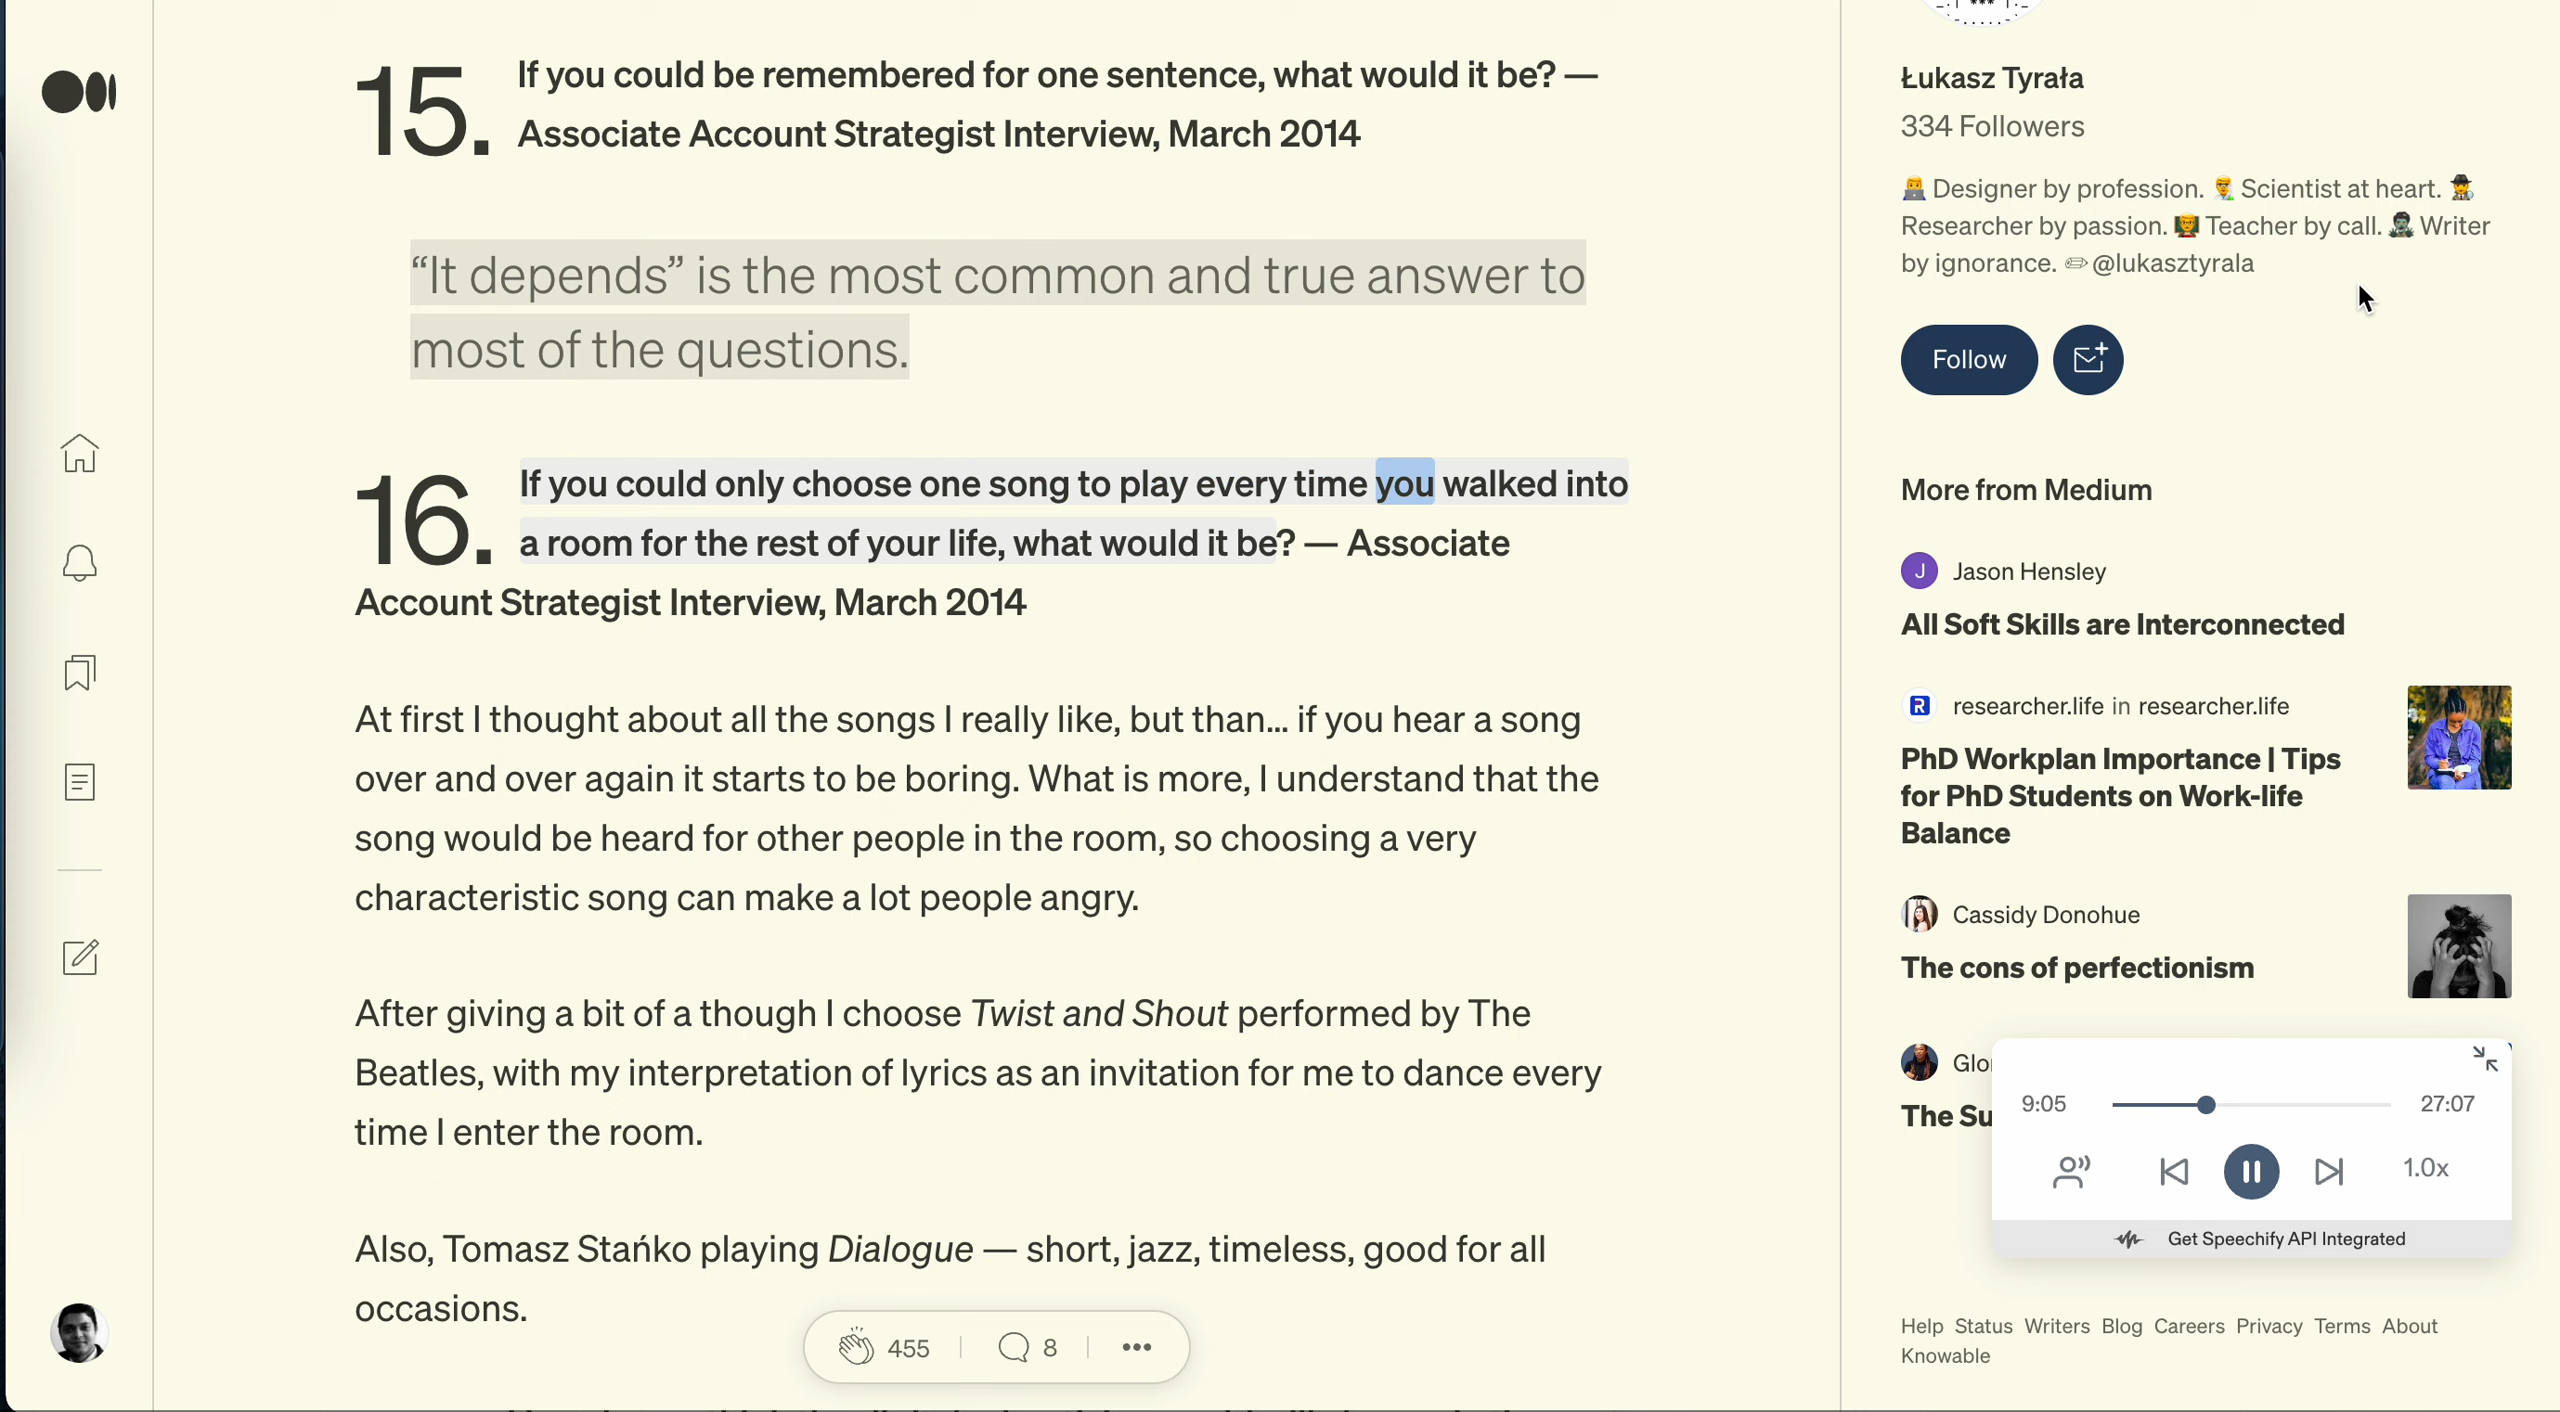 15. If you could be remembered for one sentence, what would it be? —
Associate Account Strategist Interview, March 2014
“It depends” is the most common and true answer to
most of the questions.
16. If you could only choose one song to play every time you walked into
a room for the rest of your life, what would it be? — Associate
Account Strategist Interview, March 2014
At first I thought about all the songs I really like, but than... if you hear a song
over and over again it starts to be boring. What is more, I understand that the
song would be heard for other people in the room, so choosing a very
characteristic song can make a lot people angry.
After giving a bit of a though I choose Twist and Shout performed by The
Beatles, with my interpretation of lyrics as an invitation for me to dance every
time I enter the room.
Also, Tomasz Stańko playing Dialogue — short, jazz, timeless, good for all
occasions.
455 8
Łukasz Tyrała
334 Followers
👨‍💻 Designer by profession. 👨‍🔬 Scientist at heart. 🕵️
Researcher by passion. 👨‍🏫 Teacher by call. 🧟 Writer
by ignorance. ✏ @lukasztyrala
Follow
More from Medium
J Jason Hensley
All Soft Skills are Interconnected
R researcher.life in researcher.life
PhD Workplan Importance | Tips
for PhD Students on Work-life
Balance
Cassidy Donohue
The cons of perfectionism
Glo
The Su
9:05 27:07
1.0x
Get Speechify API Integrated
Help Status Writers Blog Careers Privacy Terms About
Knowable